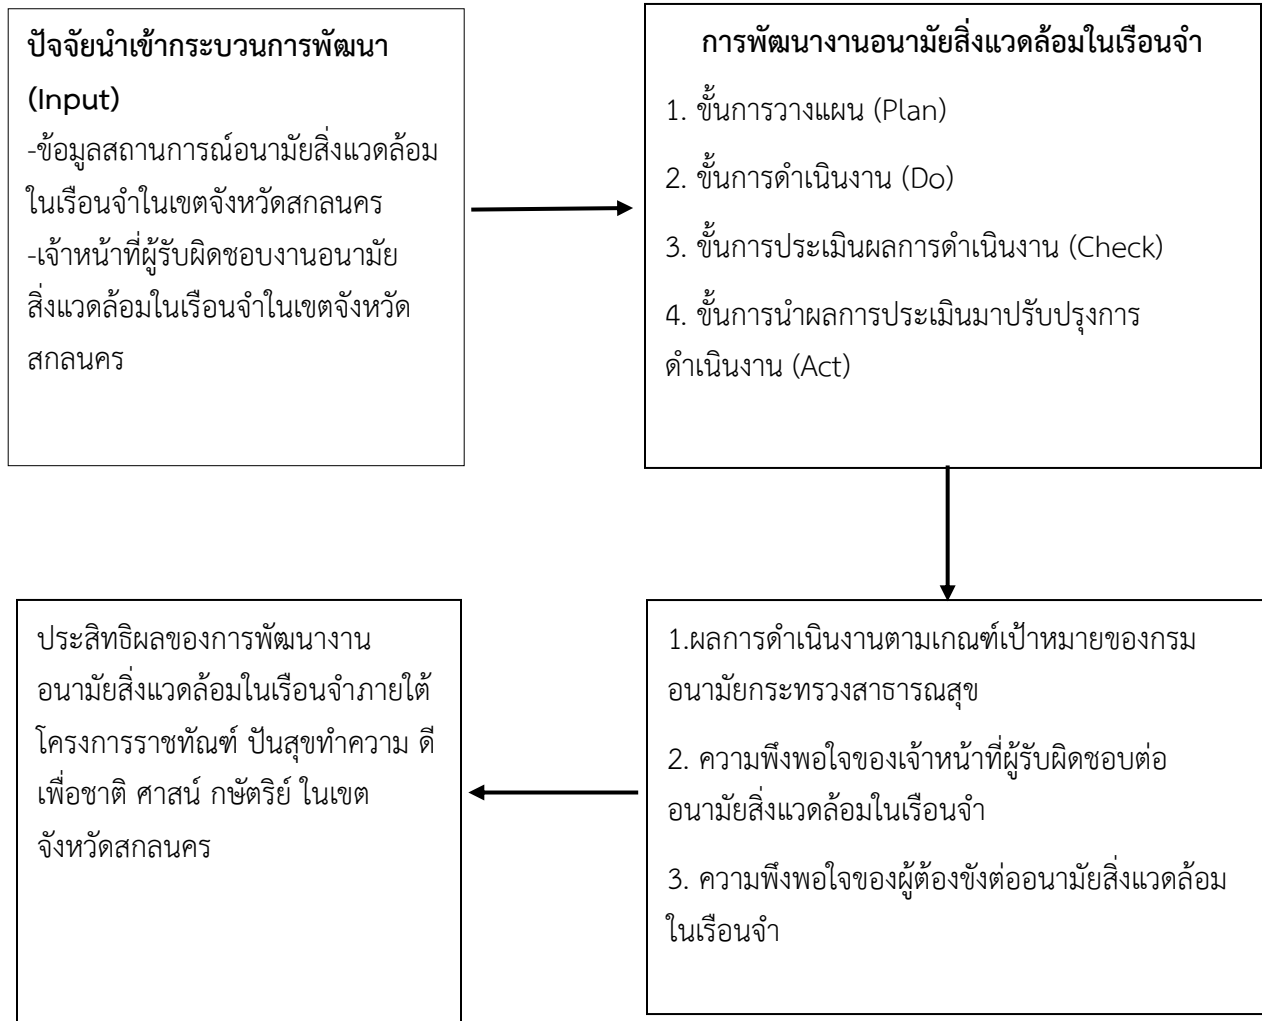 ปัจจัยนำเข้ากระบวนการพัฒนา
(Input)
-ข้อมูลสถานการณ์อนามัยสิ่งแวดล้อม
ในเรือนจำในเขตจังหวัดสกลนคร
-เจ้าหน้าที่ผู้รับผิดชอบงานอนามัย
สิ่งแวดล้อมในเรือนจำในเขตจังหวัด
สกลนคร
การพัฒนางานอนามัยสิ่งแวดล้อมในเรือนจำ
1. ขั้นการวางแผน (Plan)
2. ขั้นการดำเนินงาน (Do)
3. ขั้นการประเมินผลการดำเนินงาน (Check)
4. ขั้นการนำผลการประเมินมาปรับปรุงการ
ดำเนินงาน (Act)
1.ผลการดำเนินงานตามเกณฑ์เป้าหมายของกรม
อนามัยกระทรวงสาธารณสุข
2. ความพึงพอใจของเจ้าหน้าที่ผู้รับผิดชอบต่อ
อนามัยสิ่งแวดล้อมในเรือนจำ
3. ความพึงพอใจของผู้ต้องขังต่ออนามัยสิ่งแวดล้อม
ในเรือนจำ
ประสิทธิผลของการพัฒนางาน
อนามัยสิ่งแวดล้อมในเรือนจำภายใต้
โครงการราชทัณฑ์ ปันสุขทำความ ดี
เพื่อชาติ ศาสน์ กษัตริย์ ในเขต
จังหวัดสกลนคร